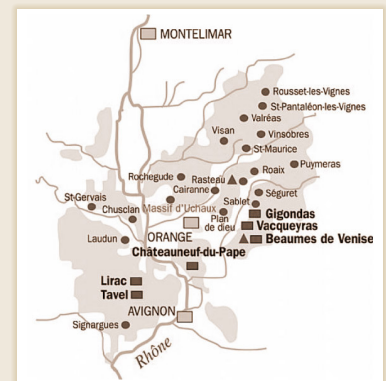 MONTELIMAR
Rousset-les-Vignes
St-Pantaléon-les-Vignes
Valréas
Visan
Vinsobres
St-Maurice
Puymeras
Rochegude
Rasteau
Roaix
Cairanne
Séguret
St-Gervais
Massif d'Uchaux
Sablet
Chusclan
Plan
de dieu
Gigondas
Vacqueyras
Laudun
ORANGE
Beaumes de Venise
Châteauneuf-du-Pape
Lirac
Tavel
AVIGNON
Signargues
Rhône